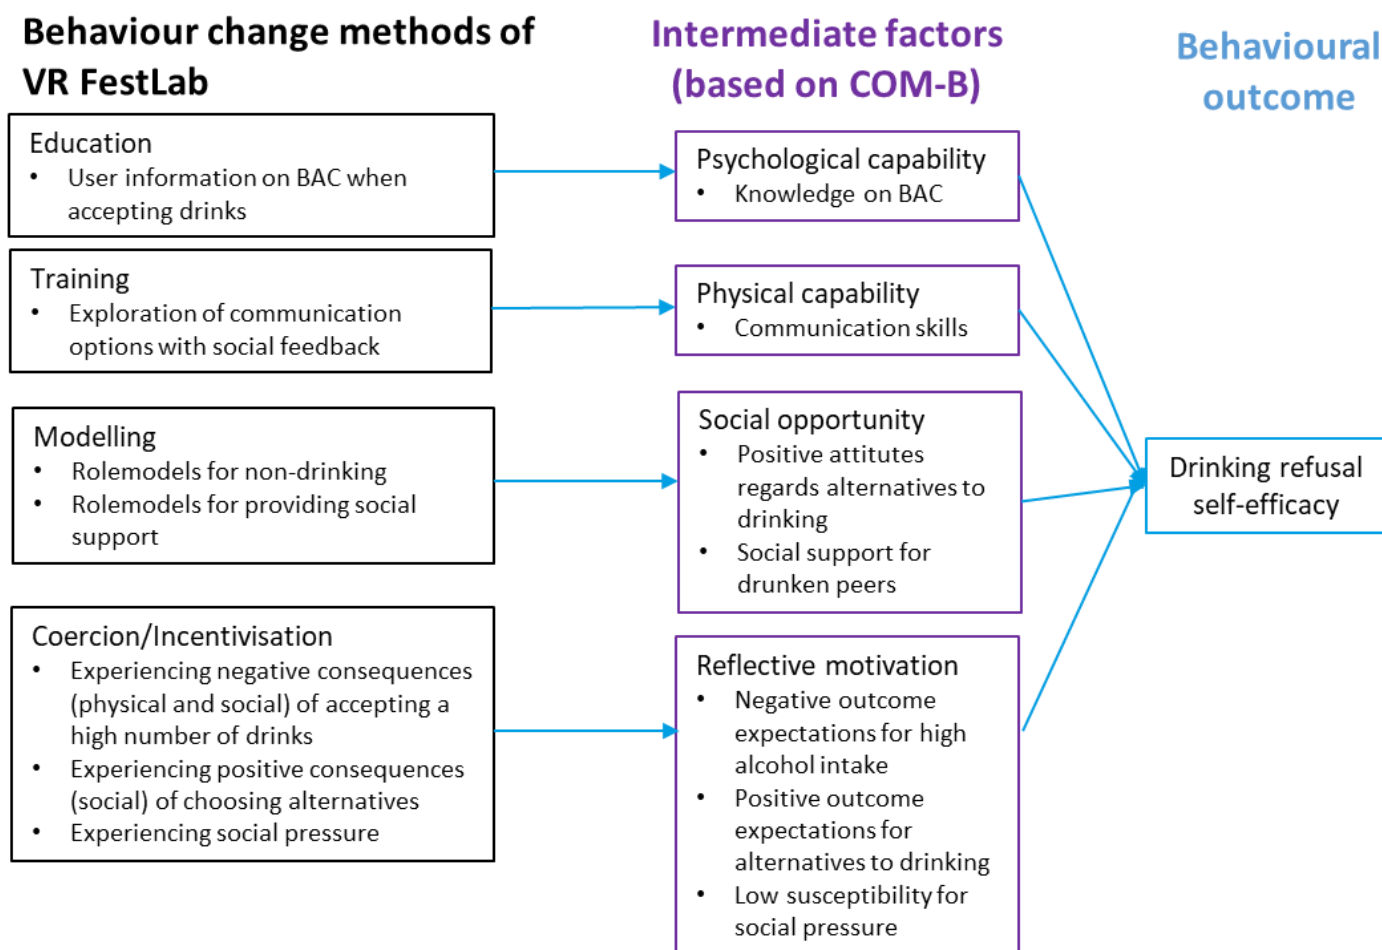 Behaviour change methods of
VR FestLab
Intermediate factors
(based on COM-B)
Behavioural
outcome
Education
• User information on BAC when
accepting drinks
Psychological capability
• Knowledge on BAC
Training
• Exploration of communication
options with social feedback
Physical capability
• Communication skills
Modelling
• Rolemodels for non-drinking
• Rolemodels for providing social
support
Social opportunity
• Positive attitutes
regards alternatives to
drinking
• Social support for
drunken peers
Drinking refusal
self-efficacy
Coercion/Incentivisation
• Experiencing negative consequences
(physical and social) of accepting a
high number of drinks
• Experiencing positive consequences
(social) of choosing alternatives
• Experiencing social pressure
Reflective motivation
• Negative outcome
expectations for high
alcohol intake
• Positive outcome
expectations for
alternatives to drinking
• Low susceptibility for
social pressure